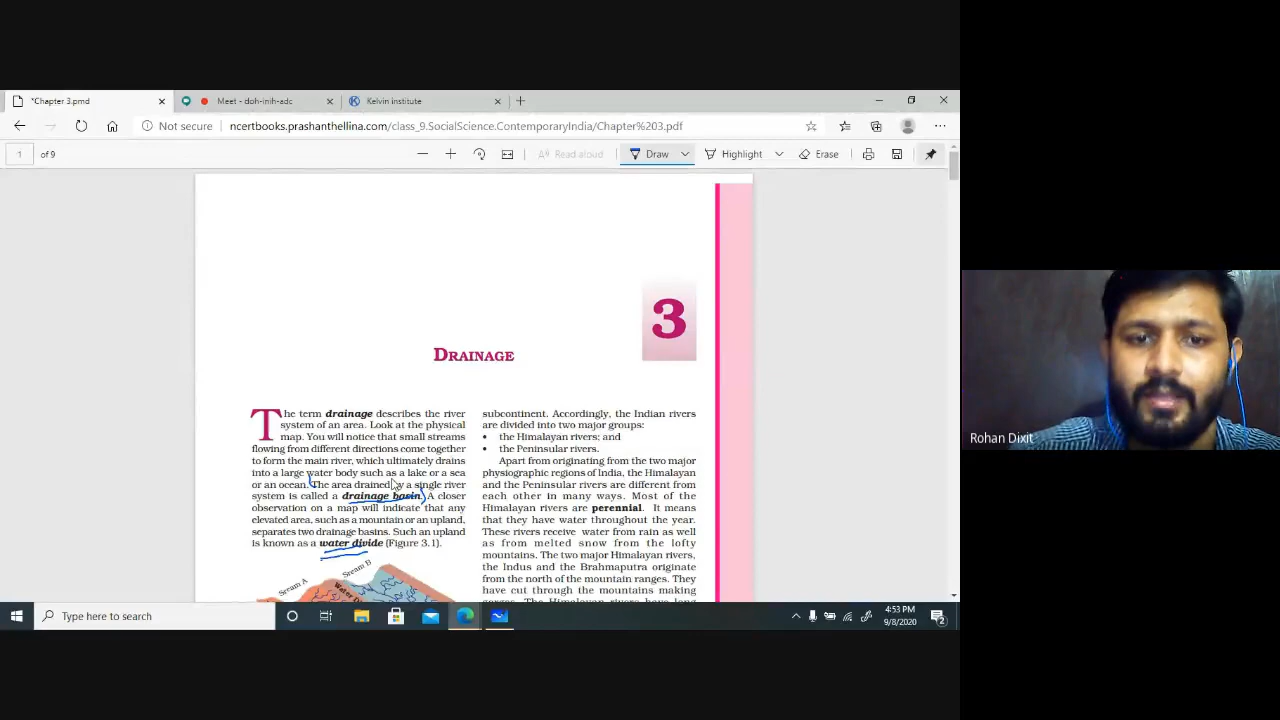 *Chapter 3.pmd
Meet - doh-inih-adc
Kelvin institute
Not secure
ncertbooks.prashanthellina.com/class_9.SocialScience.ContemporaryIndia/Chapter%203.pdf
1 of 9
Read aloud
Draw
Highlight
Erase
3
DRAINAGE
The term drainage describes the river
system of an area. Look at the physical
map. You will notice that small streams
flowing from different directions come together
to form the main river, which ultimately drains
into a large water body such as a lake or a sea
or an ocean. The area drained by a single river
system is called a drainage basin. A closer
observation on a map will indicate that any
elevated area, such as a mountain or an upland,
separates two drainage basins. Such an upland
is known as a water divide (Figure 3.1).
Sream A
Sream B
subcontinent. Accordingly, the Indian rivers
are divided into two major groups:
• the Himalayan rivers; and
• the Peninsular rivers.
Apart from originating from the two major
physiographic regions of India, the Himalayan
and the Peninsular rivers are different from
each other in many ways. Most of the
Himalayan rivers are perennial. It means
that they have water throughout the year.
These rivers receive water from rain as well
as from melted snow from the lofty
mountains. The two major Himalayan rivers,
the Indus and the Brahmaputra originate
from the north of the mountain ranges. They
have cut through the mountains making
gorges. The Himalayan rivers have long
Rohan Dixit
Type here to search
4:53 PM
9/8/2020
2